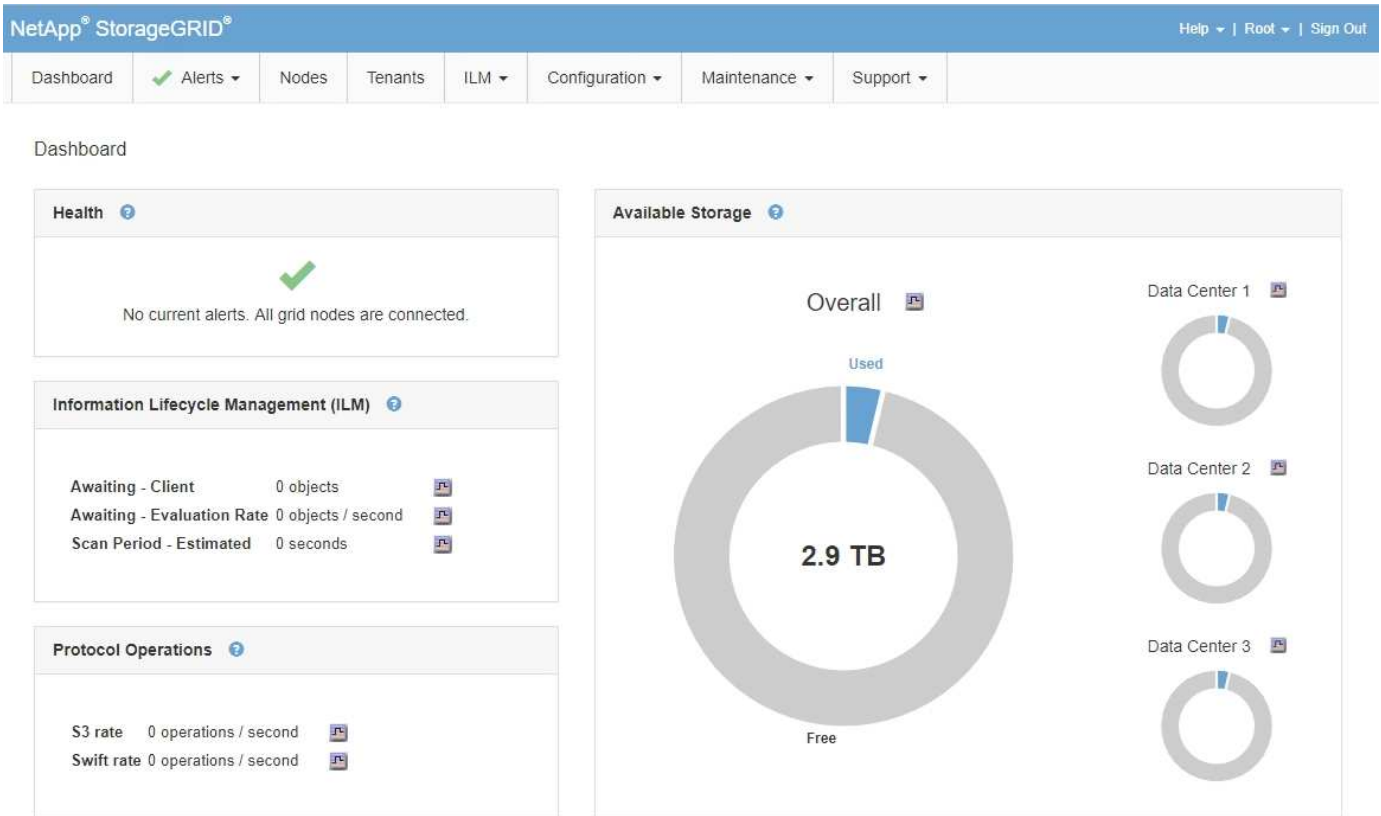 NetApp® StorageGRID®
Help | Root | Sign Out
Dashboard Alerts Nodes Tenants ILM Configuration Maintenance Support
Dashboard
Health
No current alerts. All grid nodes are connected.
Information Lifecycle Management (ILM)
Awaiting - Client 0 objects
Awaiting - Evaluation Rate 0 objects / second
Scan Period - Estimated 0 seconds
Protocol Operations
S3 rate 0 operations / second
Swift rate 0 operations / second
Available Storage
Overall
Used
2.9 TB
Free
Data Center 1
Data Center 2
Data Center 3